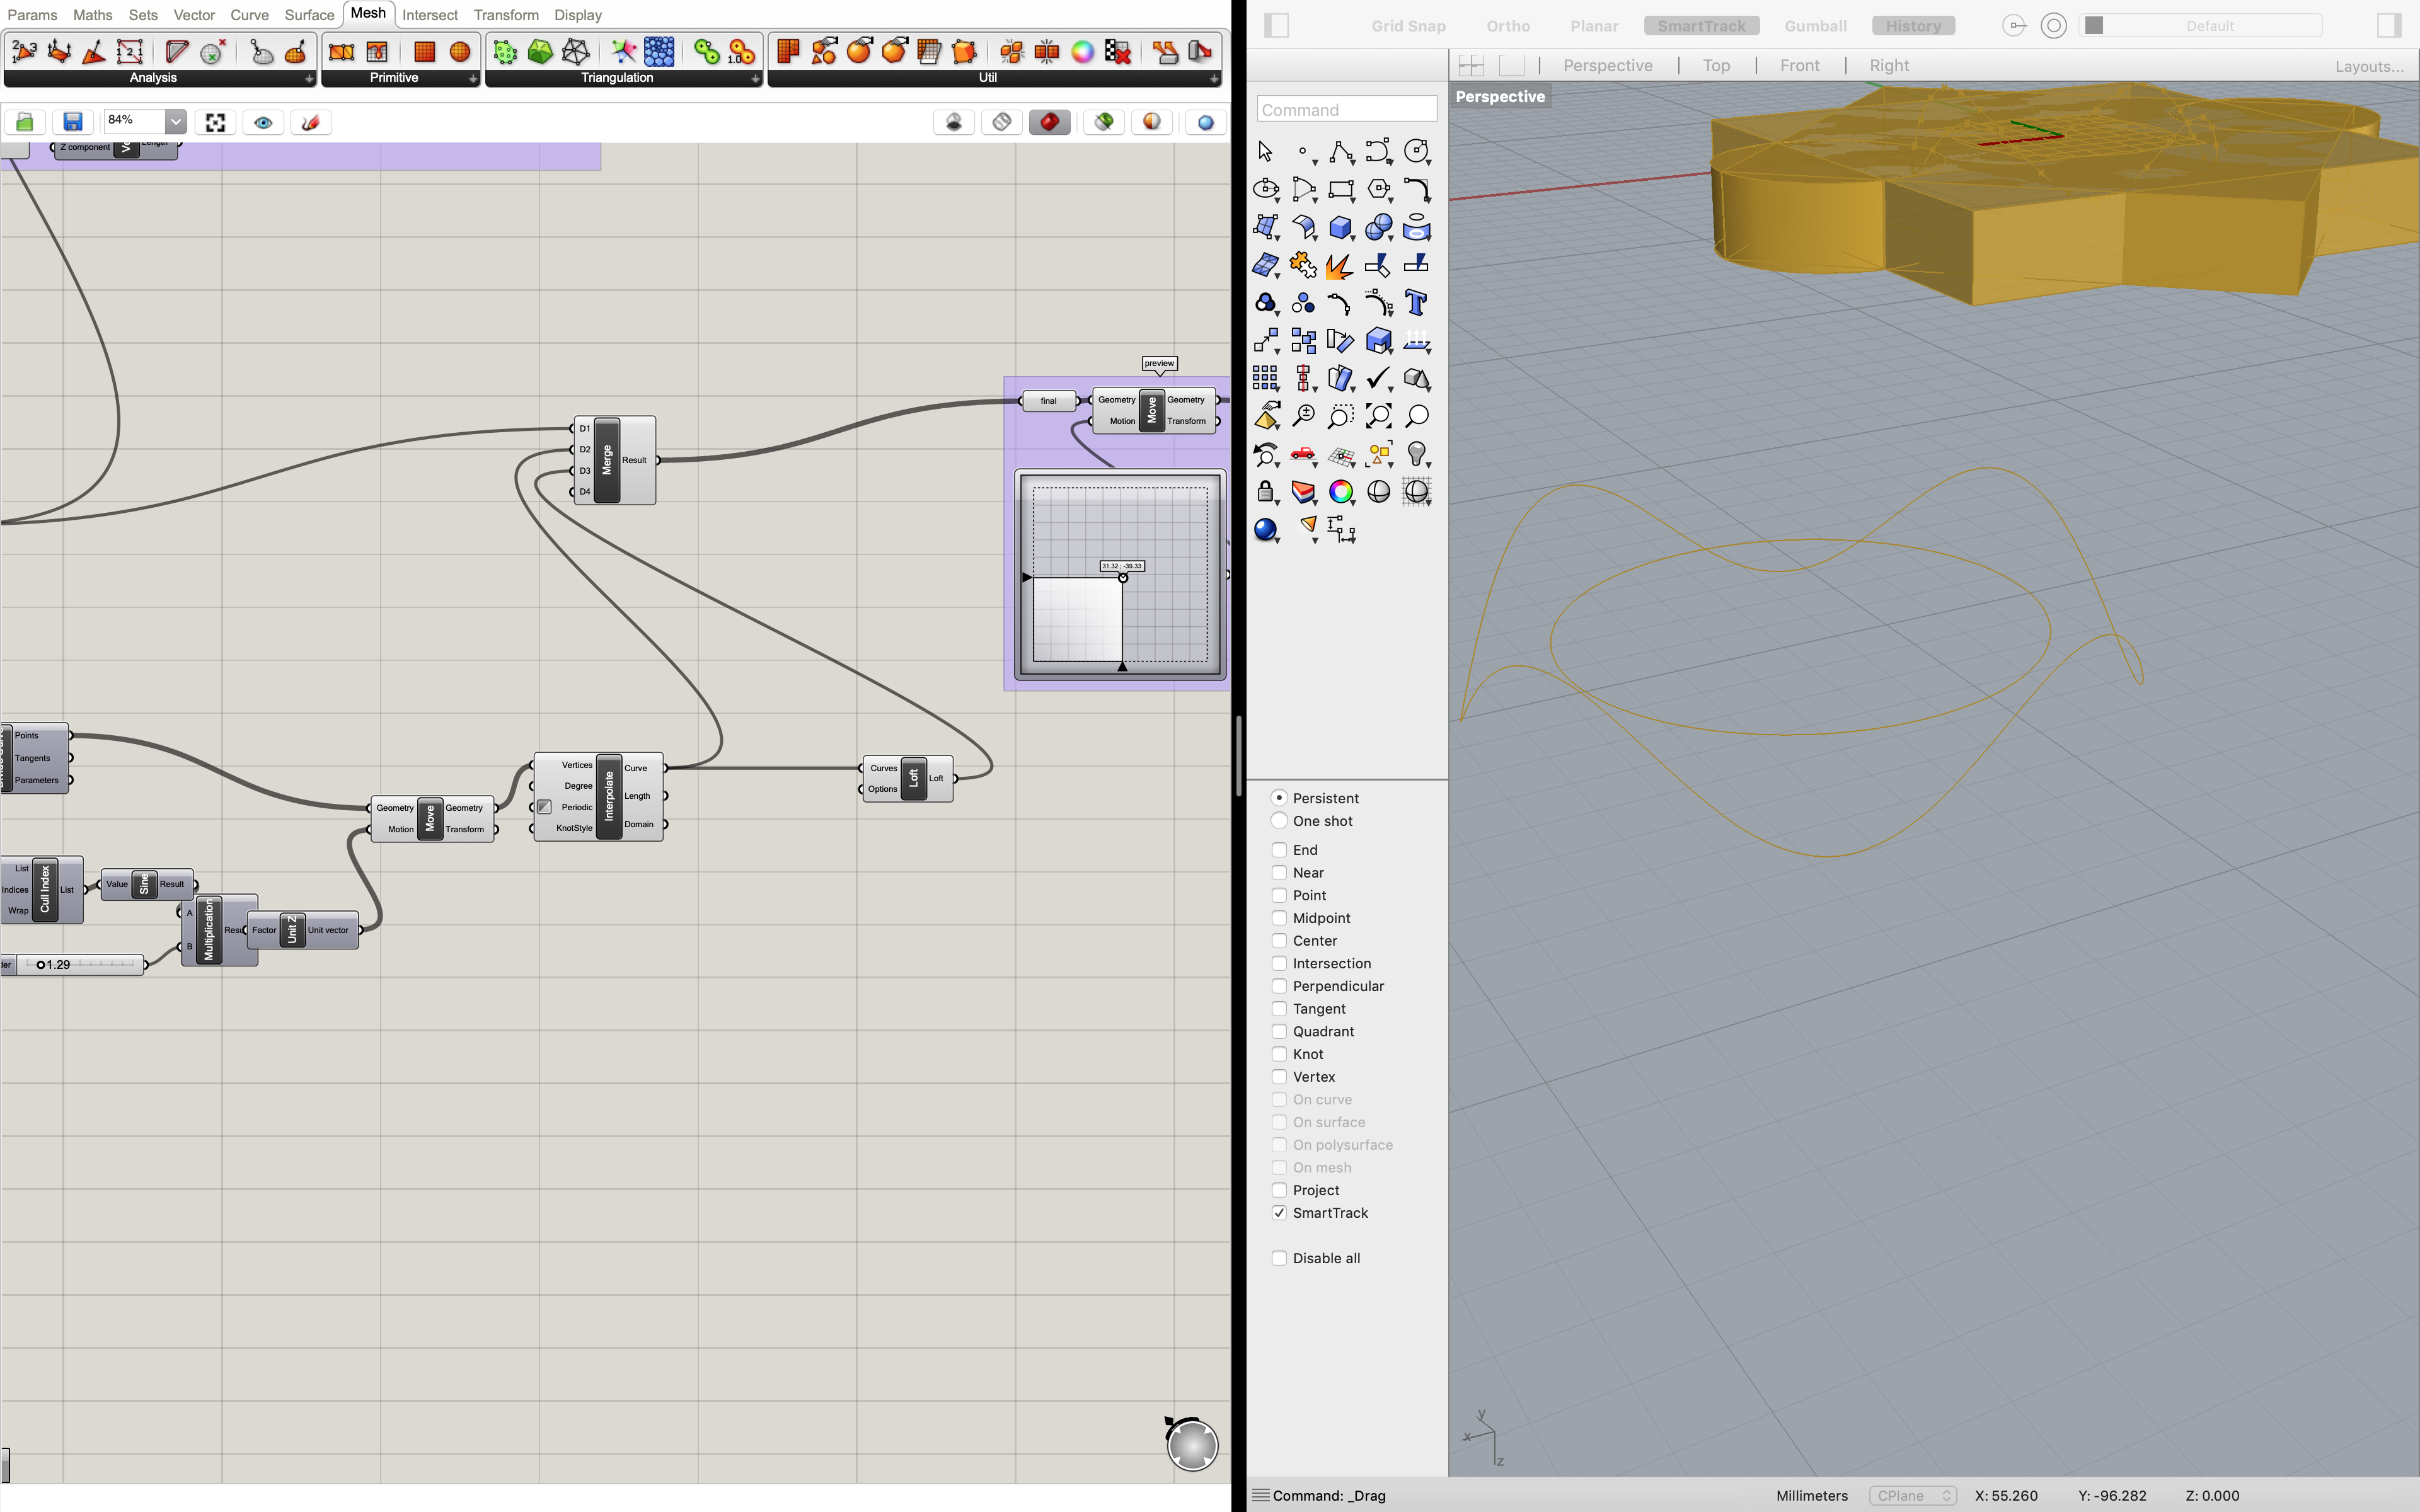 Params Maths Sets Vector Curve Surface Mesh Intersect Transform Display
Analysis Primitive Triangulation Util
84%
Z component
Length
preview
final
Geometry Move Geometry
Motion Transform
D1
D2
D3
D4
Merge
Result
31.32 ; -39.33
Points
Tangents
Parameters
Geometry Move Geometry
Motion Transform
Vertices
Degree
Periodic
KnotStyle
Interpolate
Curve
Length
Domain
Curves
Options
Loft
Loft
List
Indices
Wrap
Cull Index
List
Value Sine Result
A
B
Multiplication
Factor Unit Z Unit vector
1.29
Grid Snap Ortho Planar SmartTrack Gumball History Default
Perspective Top Front Right Layouts...
Command
Perspective
Persistent
One shot
End
Near
Point
Midpoint
Center
Intersection
Perpendicular
Tangent
Quadrant
Knot
Vertex
On curve
On surface
On polysurface
On mesh
Project
SmartTrack
Disable all
y
x
z
Command: _Drag
Millimeters CPlane X: 55.260 Y: -96.282 Z: 0.000